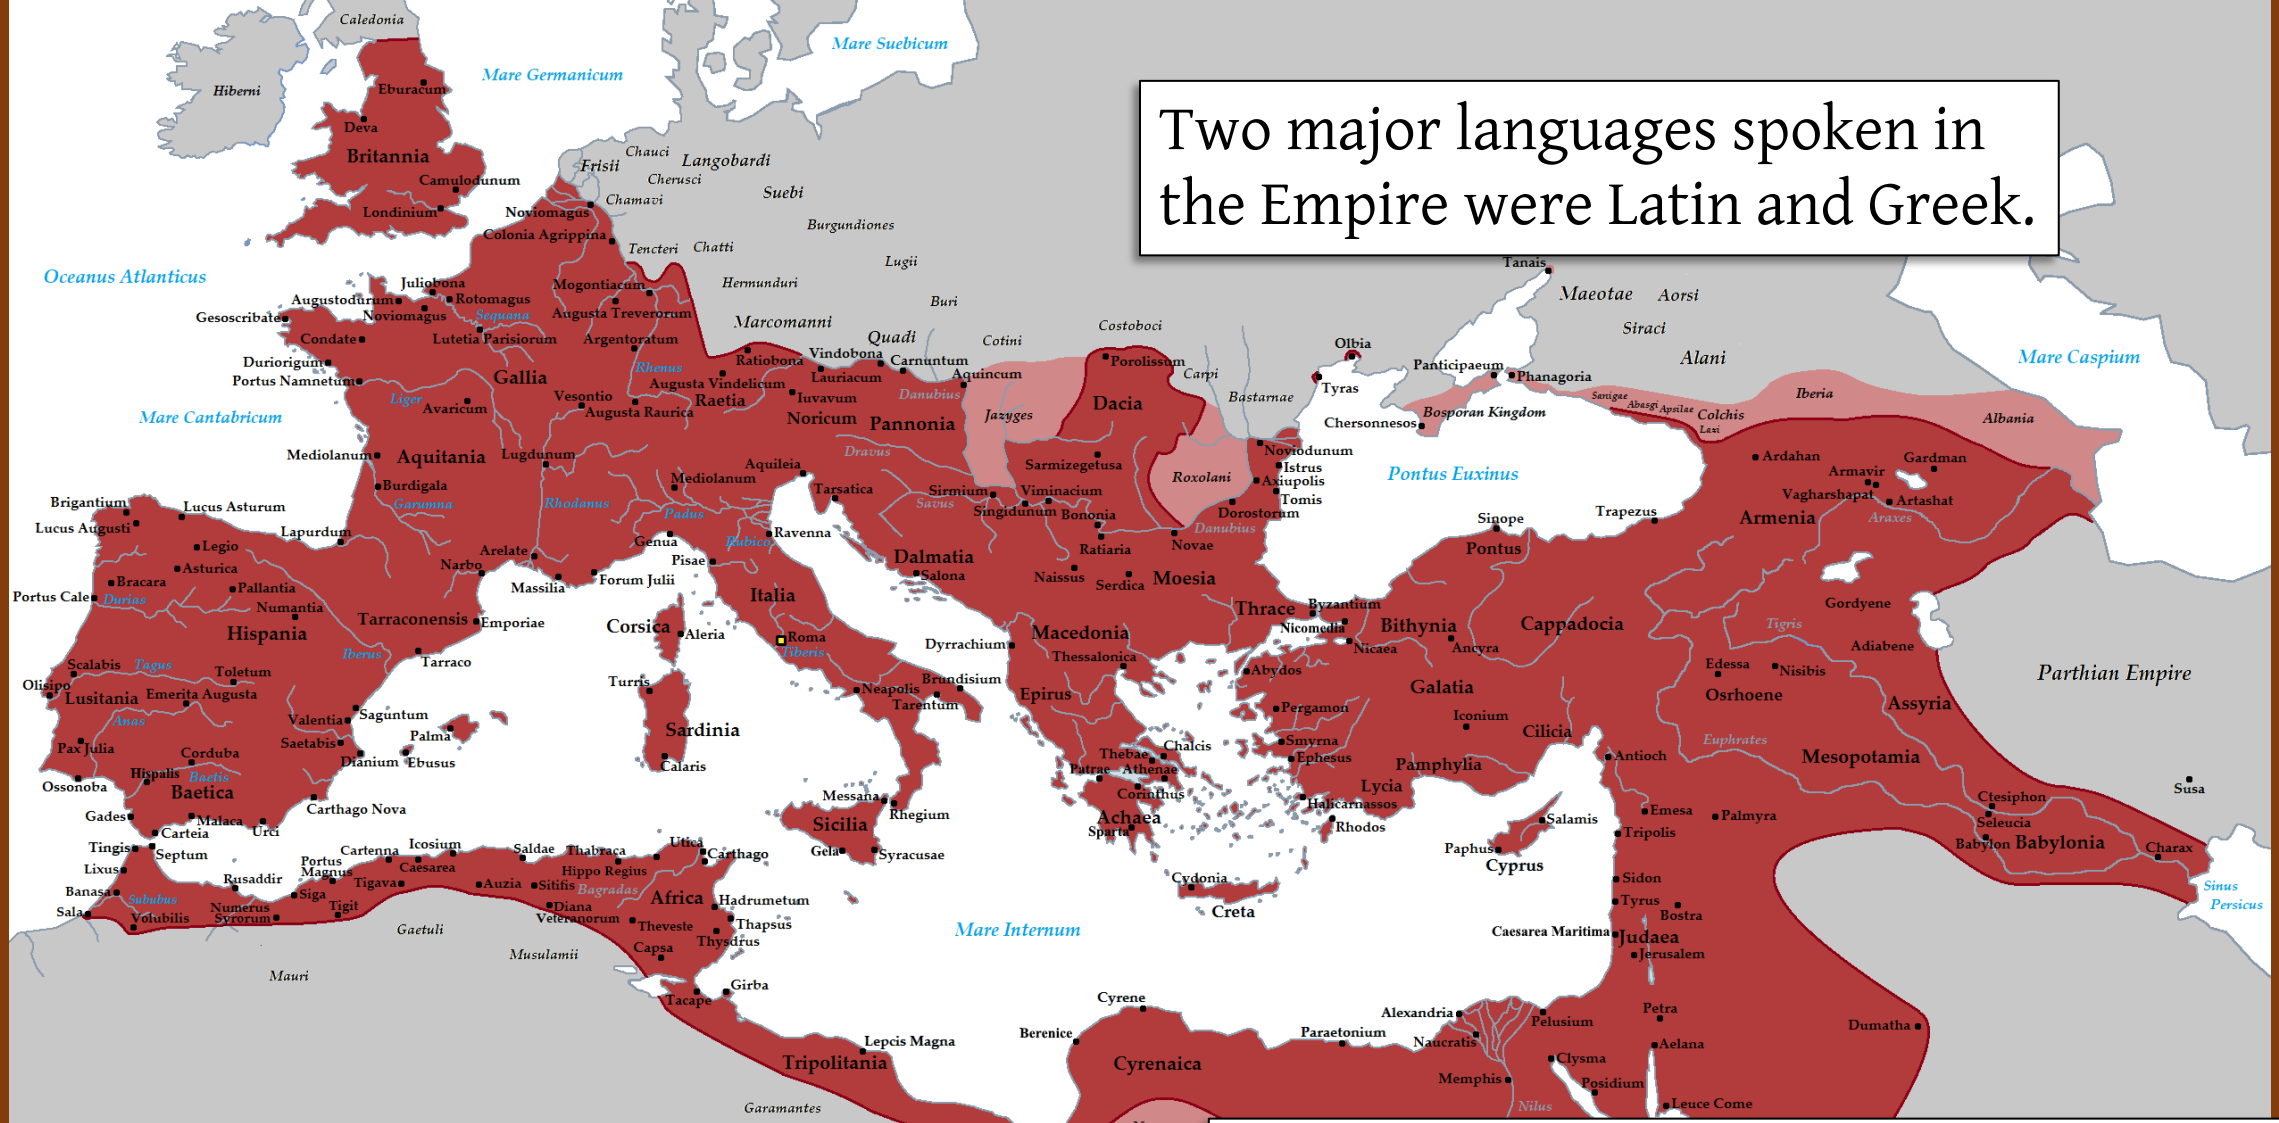 Caledonia
Mare Suebicum
Mare Germanicum
Hiberni
Eburacum
Deva
Britannia
Camulodunum
Londinium
Two major languages spoken in
the Empire were Latin and Greek.
Frisii
Chauci
Langobardi
Cherusci
Suebi
Chamavi
Noviomagus
Burgundiones
Colonia Agrippina
Tencteri
Chatti
Lugii
Hermunduri
Buri
Oceanus Atlanticus
Juliobona
Mogontiacum
Augustodurum
Rotomagus
Gesoscribate
Noviomagus
Sequana
Augusta Treverorum
Marcomanni
Quadi
Cotini
Costoboci
Tanais
Maeotae
Aorsi
Siraci
Alani
Condate
Lutetia Parisiorum
Argentoratum
Ratiobona
Vindobona
Carnuntum
Porolissum
Olbia
Mare Caspium
Duriorigum
Portus Namnetum
Gallia
Rhenus
Lauriacum
Aquincum
Carpi
Panticipaeum
Phanagoria
Augusta Vindelicum
Danubius
Tyras
Liger
Avaricum
Vesontio
Augusta Raurica
Raetia
Iuvavum
Noricum
Pannonia
Jazyges
Dacia
Bastarnae
Bosporan Kingdom
Sanigae
Abasgi
Apsilae
Colchis
Lazi
Iberia
Albania
Mare Cantabricum
Chersonnesos
Mediolanum
Aquitania
Lugdunum
Dravus
Aquileia
Sarmizegetusa
Noviodunum
Istrus
Axiupolis
Tomis
Pontus Euxinus
Ardahan
Gardman
Armavir
Vagharshapat
Artashat
Burdigala
Mediolanum
Tarsatica
Sirmium
Viminacium
Roxolani
Dorostorum
Brigantium
Lucus Asturum
Garumna
Rhodanus
Padus
Savus
Singidunum
Bononia
Danubius
Sinope
Trapezus
Armenia
Araxes
Lucus Augusti
Lapurdum
Genua
Rubico
Ravenna
Ratiaria
Novae
Pontus
Legio
Arelate
Pisae
Dalmatia
Salona
Asturica
Narbo
Massilia
Forum Julii
Naissus
Serdica
Moesia
Bracara
Pallantia
Portus Cale
Durius
Numantia
Italia
Gordyene
Hispania
Tarraconensis
Emporiae
Corsica
Aleria
Roma
Tiberis
Thrace
Byzantium
Nicomedia
Bithynia
Cappadocia
Tigris
Macedonia
Dyrrachium
Nicaea
Ancyra
Adiabene
Iberus
Tarraco
Thessalonica
Scalabis
Tagus
Toletum
Abydos
Edessa
Nisibis
Parthian Empire
Olisipo
Lusitania
Emerita Augusta
Turris
Neapolis
Brundisium
Tarentum
Epirus
Galatia
Osrhoene
Assyria
Anas
Valentia
Saguntum
Pergamon
Iconium
Pax Julia
Corduba
Saetabis
Palma
Sardinia
Smyrna
Cilicia
Euphrates
Dianium
Ebusus
Thebae
Chalcis
Ephesus
Antioch
Mesopotamia
Ossonoba
Hispalis
Baetis
Baetica
Calaris
Patrae
Athenae
Pamphylia
Lycia
Susa
Carthago Nova
Messana
Corinthus
Halicarnassos
Ctesiphon
Gades
Malaca
Urci
Rhegium
Achaea
Sparta
Rhodos
Salamis
Emesa
Palmyra
Seleucia
Carteia
Sicilia
Tripolis
Babylon
Babylonia
Charax
Tingis
Septum
Cartenna
Icosium
Saldae
Thabraca
Utica
Carthago
Gela
Syracusae
Paphus
Cyprus
Lixus
Portus
Magnus
Caesarea
Hippo Regius
Cydonia
Sidon
Sinus
Persicus
Banasa
Rusaddir
Siga
Tigava
Auzia
Sitifis
Bagradas
Africa
Hadrumetum
Creta
Tyrus
Bostra
Sala
Sububus
Volubilis
Numerus
Syrorum
Tigit
Diana
Veteranorum
Theveste
Thapsus
Thysdrus
Mare Internum
Caesarea Maritima
Judaea
Gaetuli
Musulamii
Capsa
Jerusalem
Mauri
Tacape
Girba
Cyrene
Alexandria
Pelusium
Petra
Dumatha
Berenice
Paraetonium
Naucratis
Lepcis Magna
Tripolitania
Cyrenaica
Clysma
Aelana
Memphis
Posidium
Garamantes
Nilus
Leuce Come